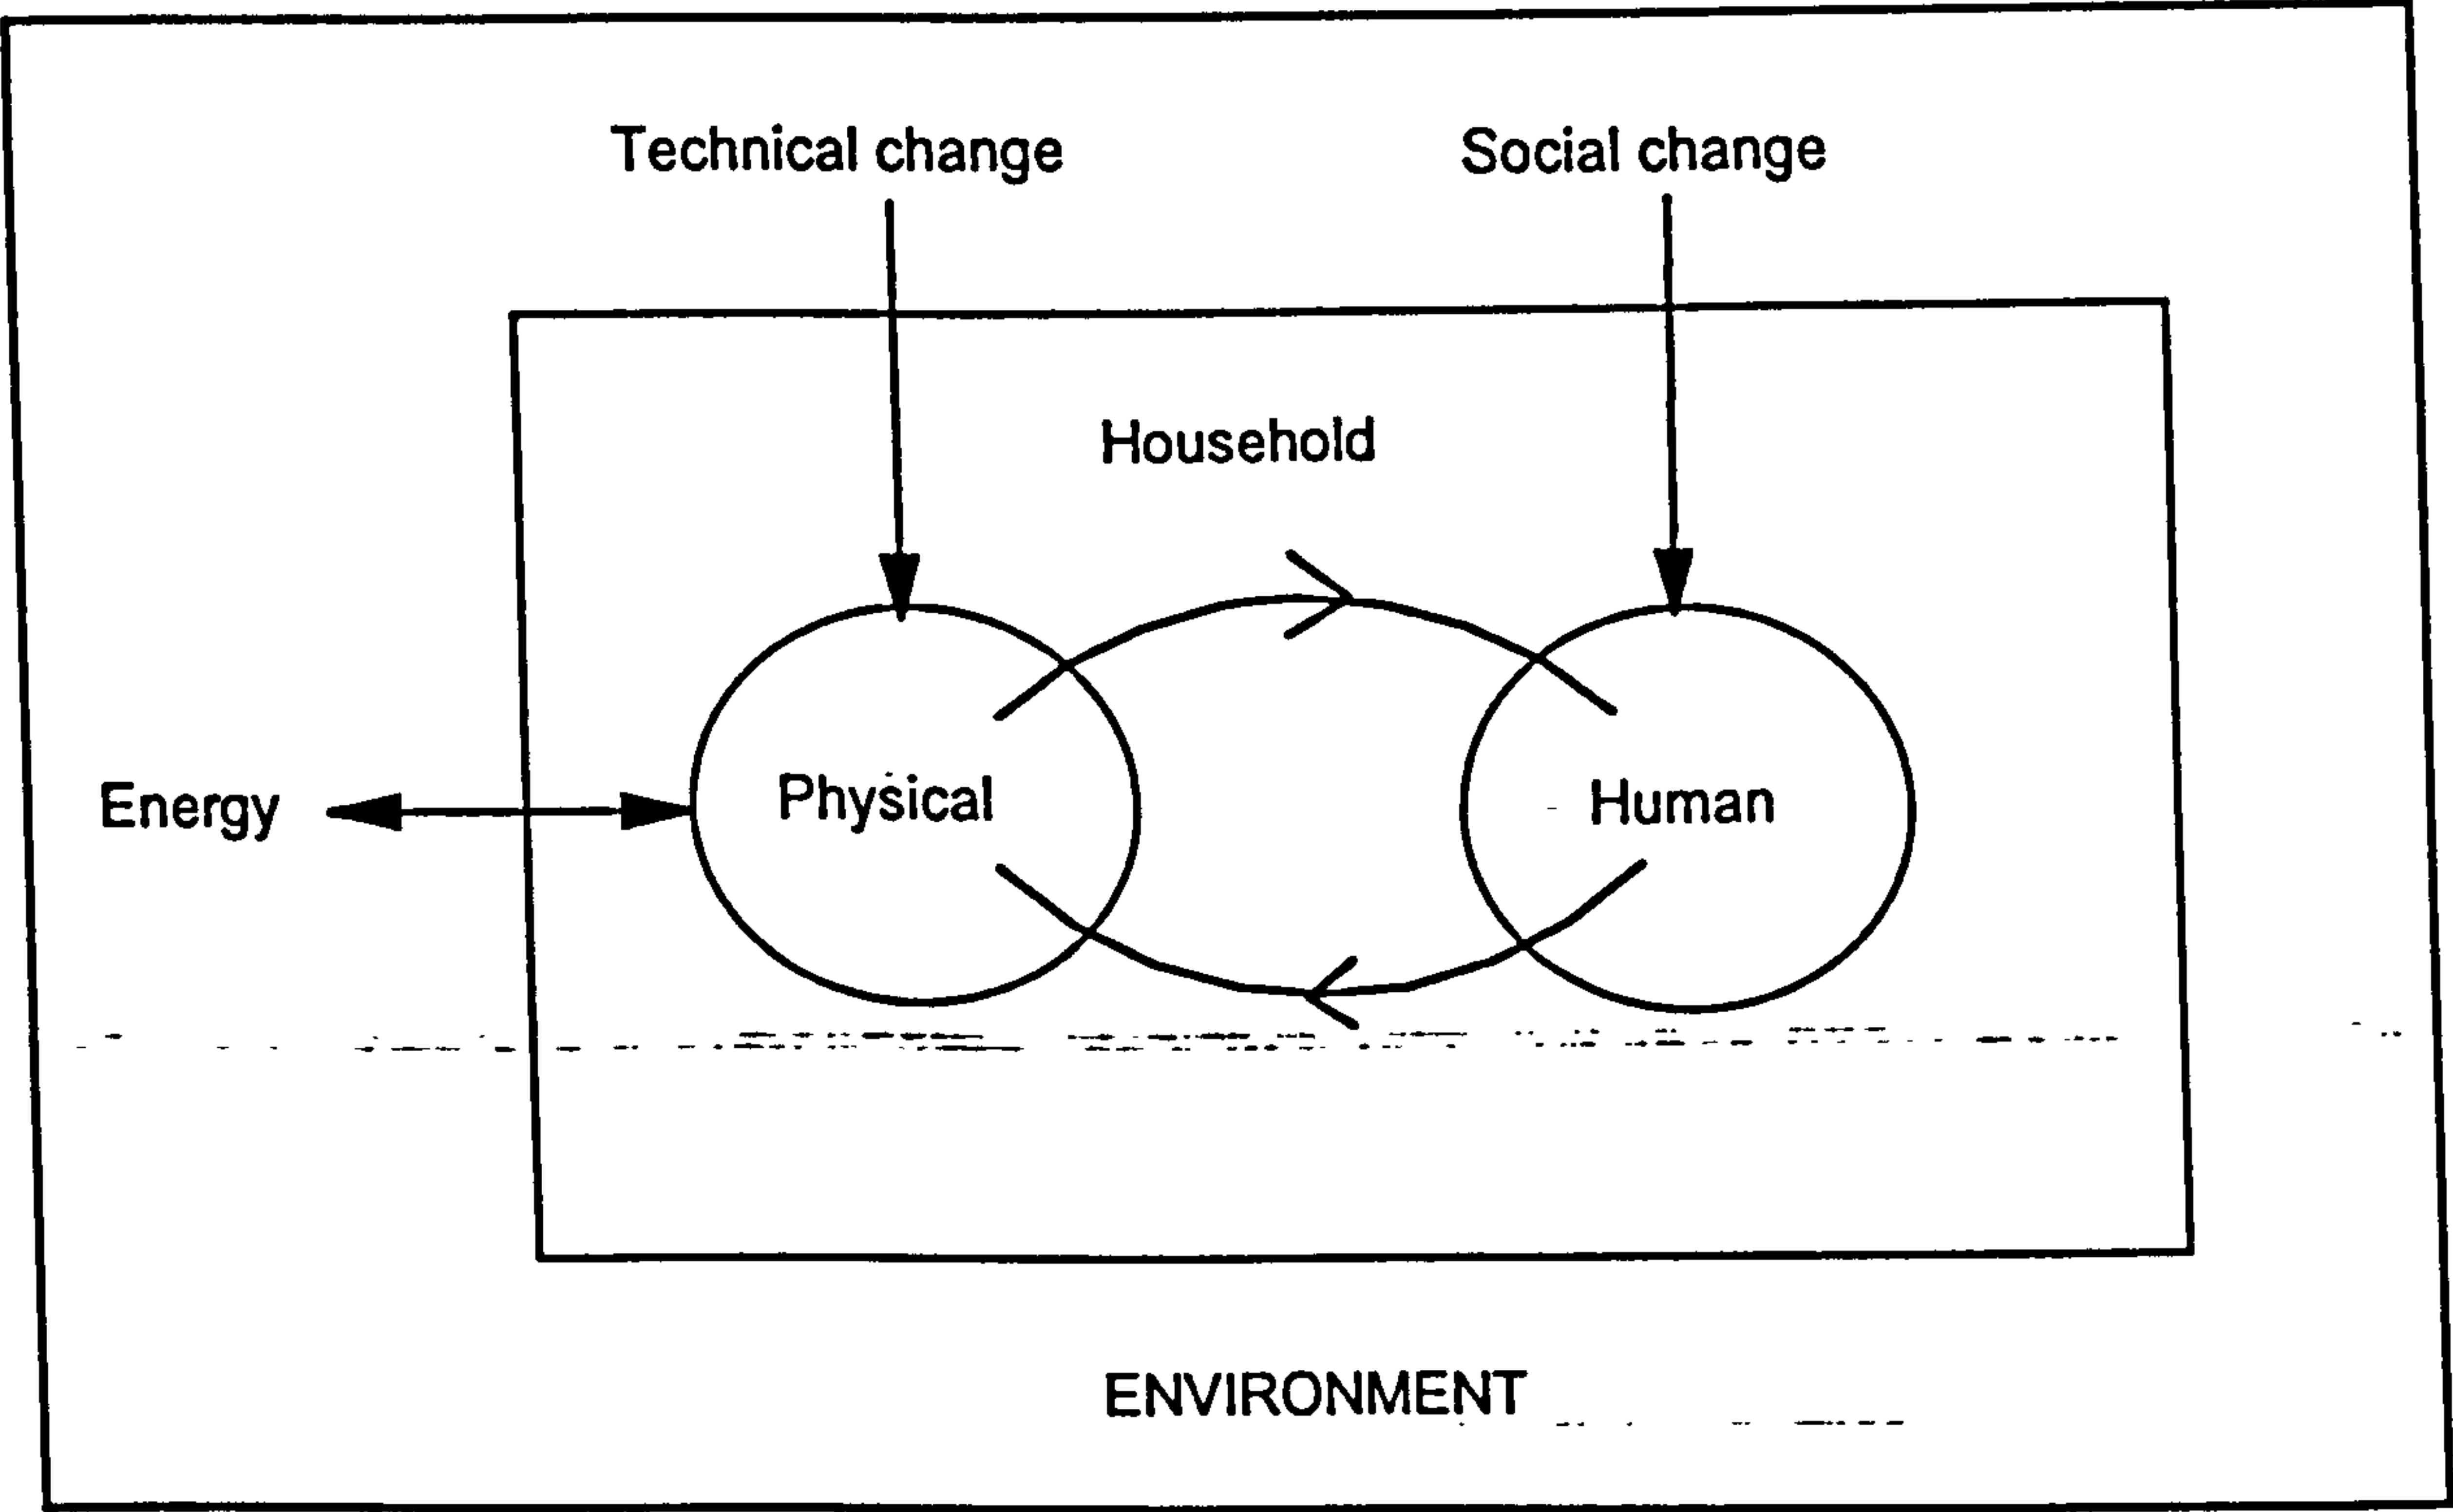 Technical change
Social change
Household
Energy
Physical
Human
ENVIRONMENT